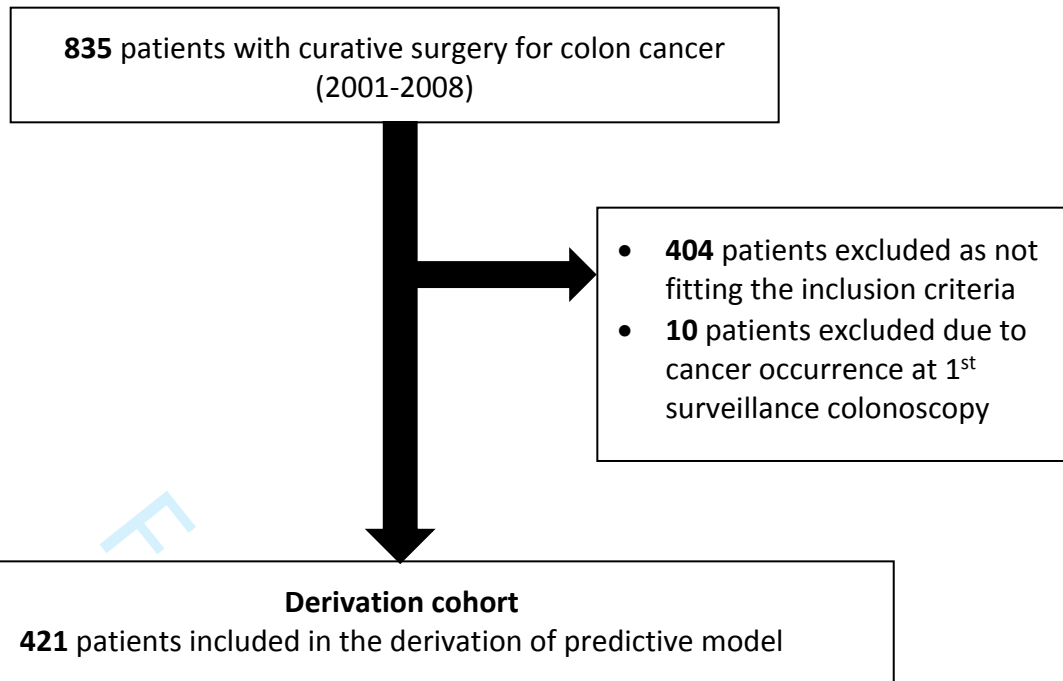 835 patients with curative surgery for colon cancer
(2001-2008)
• 404 patients excluded as not
fitting the inclusion criteria
• 10 patients excluded due to
cancer occurrence at 1st
surveillance colonoscopy
F
Derivation cohort
421 patients included in the derivation of predictive model